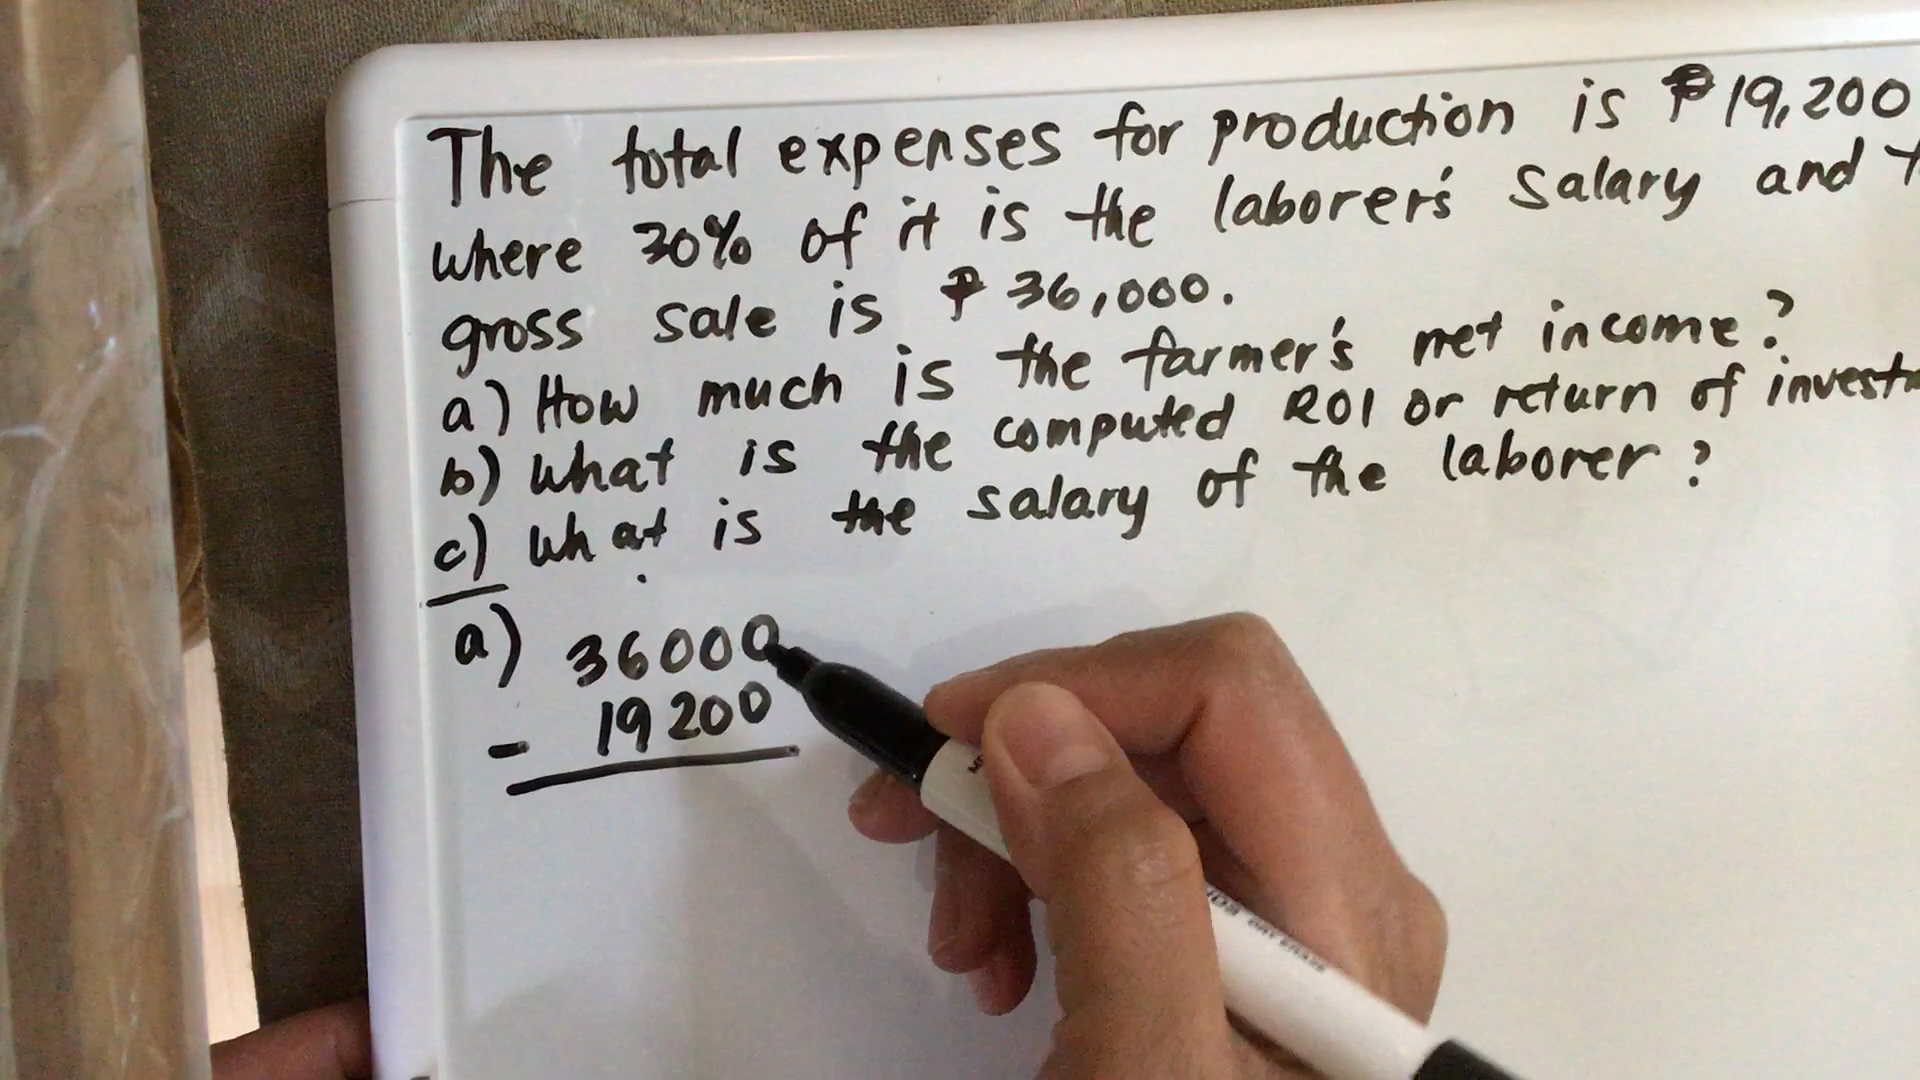 The total expenses for production is ₱19,200
where 30% of it is the laborer's salary and
gross sale is ₱ 36,000.
a) How much is the farmer's net income?
b) What is the computed ROI or return of
c) What is the salary of the laborer?
a) 36000
- 19200